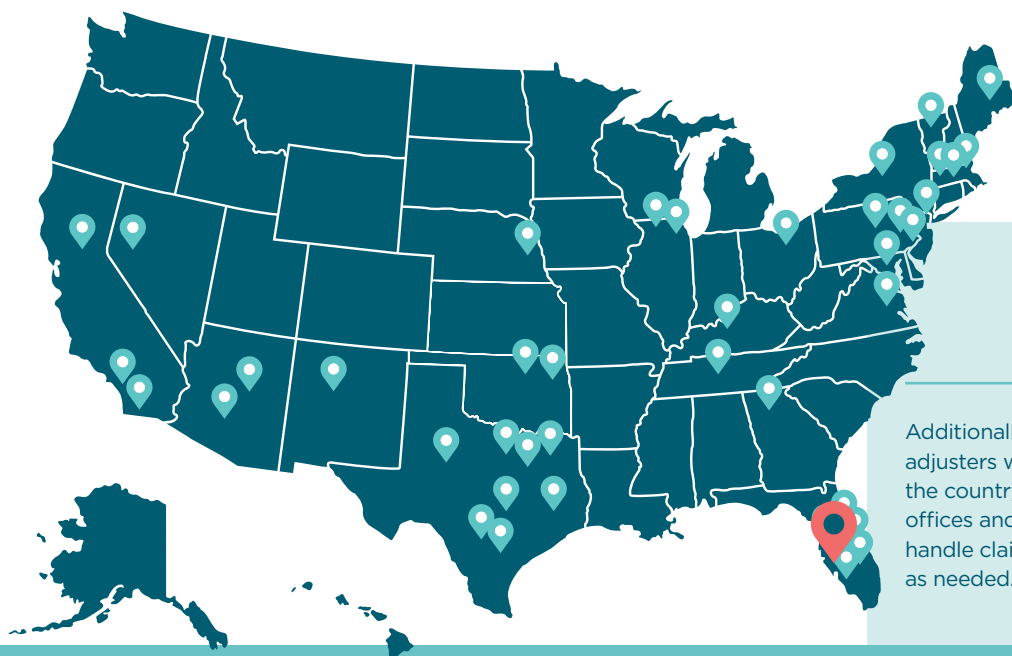 Additionall
adjusters w
the countr
offices and
handle clai
as needed.